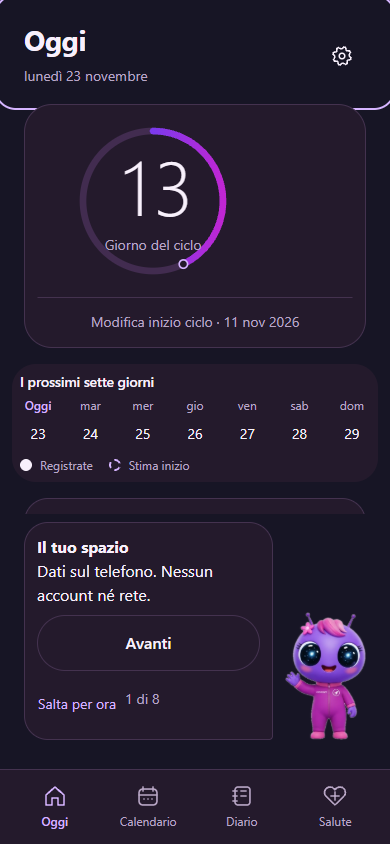 Oggi
lunedì 23 novembre
13
Giorno del ciclo
Modifica inizio ciclo · 11 nov 2026
I prossimi sette giorni
Oggi mar mer gio ven sab dom
23 24 25 26 27 28 29
Registrate Stima inizio
Il tuo spazio
Dati sul telefono. Nessun
account né rete.
Avanti
Salta per ora 1 di 8
Oggi Calendario Diario Salute